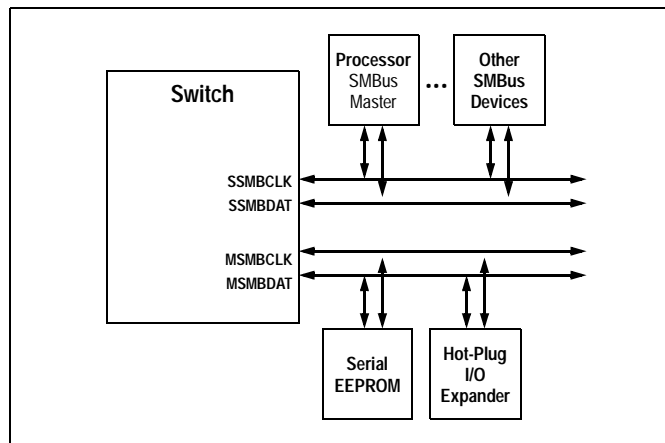 Processor
SMBus
Master
...
Other
SMBus
Devices
Switch
SSMBCLK
SSMBDAT
MSMBCLK
MSMBDAT
Serial
EEPROM
Hot-Plug
I/O
Expander